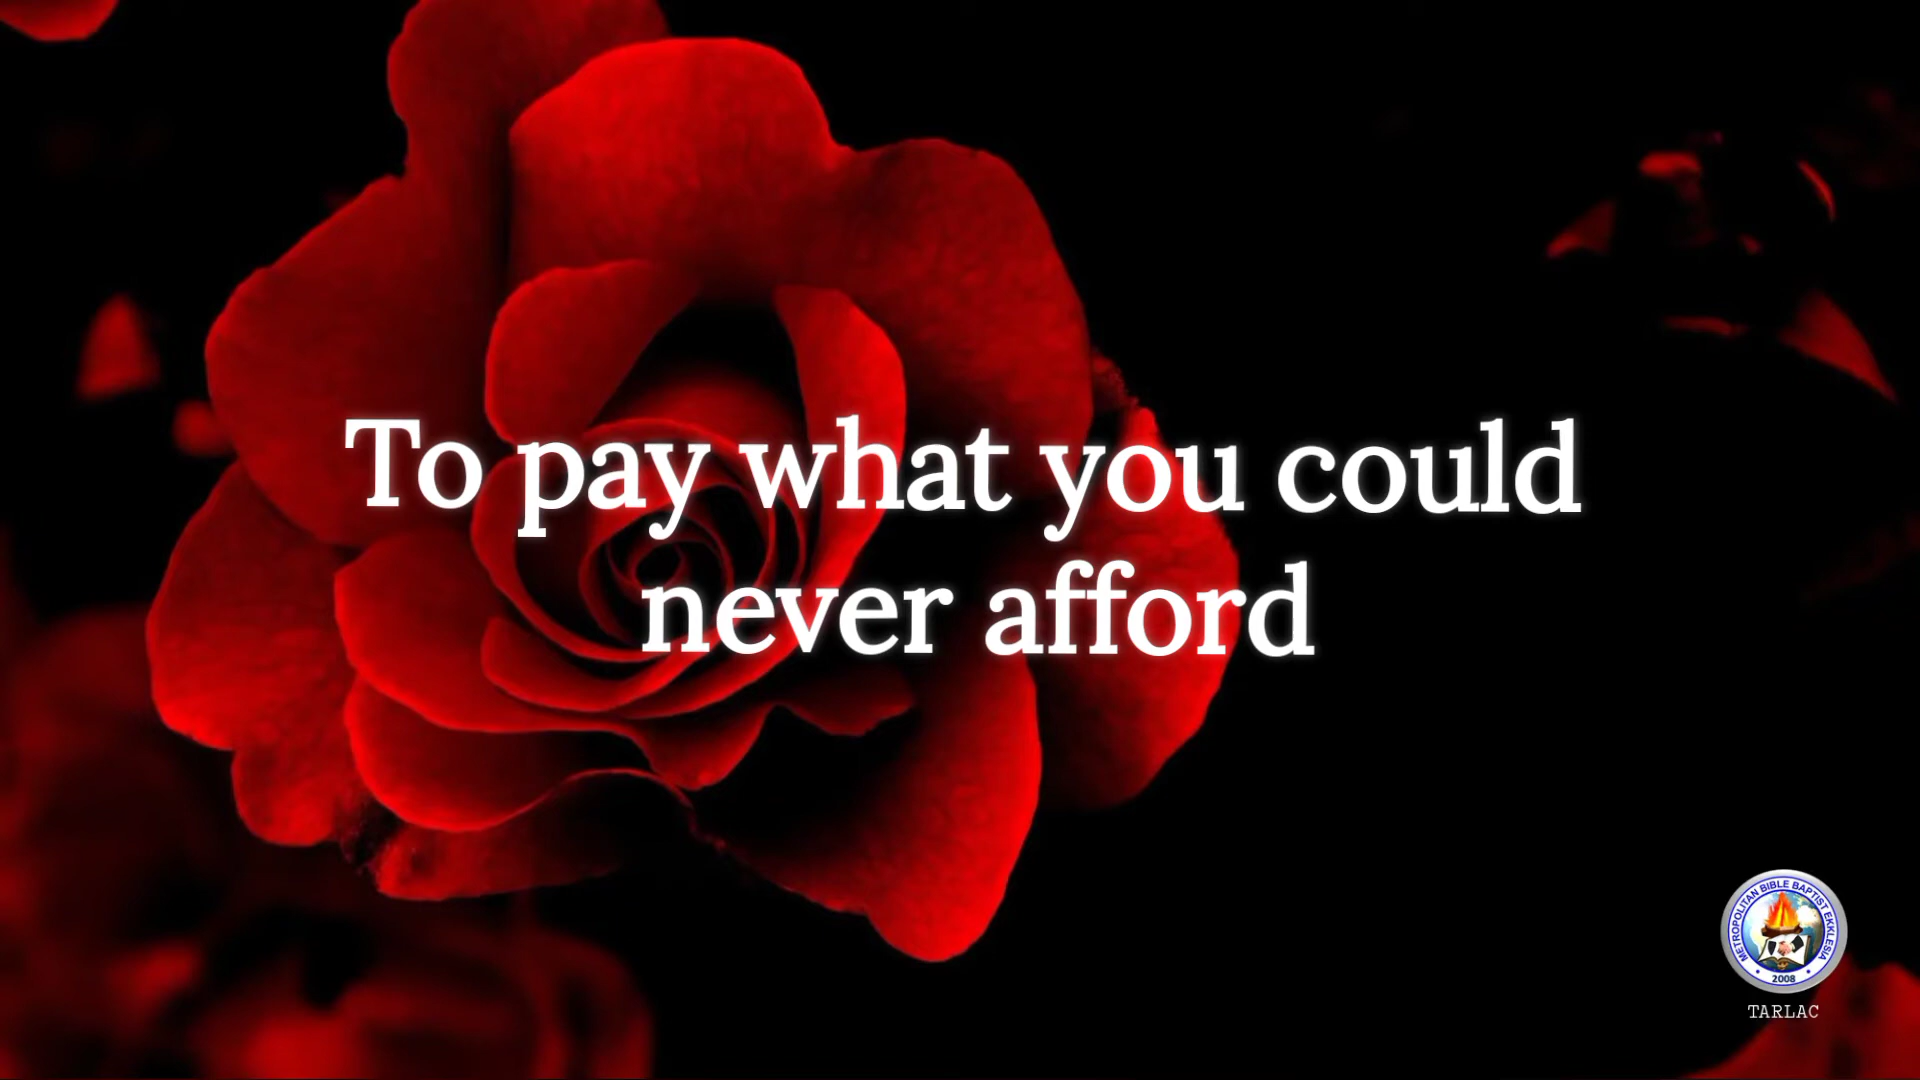 To pay what you could
never afford
METROPOLITAN BIBLE BAPTIST EKKLESIA
2008
TARLAC